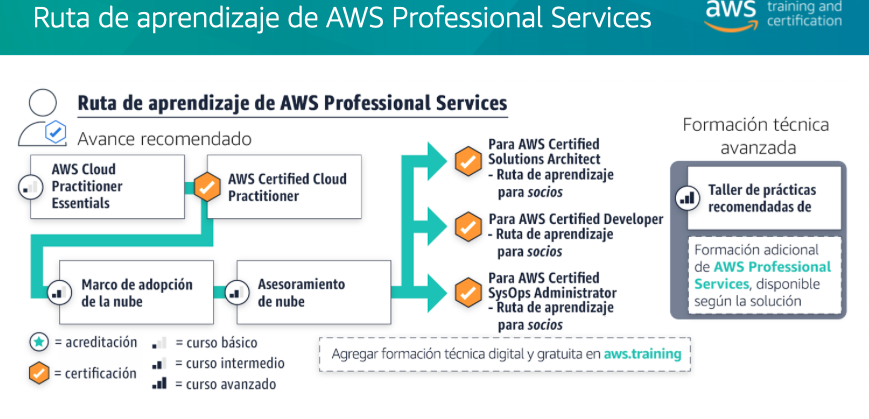 Ruta de aprendizaje de AWS Professional Services
aws training and
certification
Ruta de aprendizaje de AWS Professional Services
Avance recomendado
AWS Cloud
Practitioner
Essentials
AWS Certified Cloud
Practitioner
Marco de adopción
de la nube
Asesoramiento
de nube
Para AWS Certified
Solutions Architect
- Ruta de aprendizaje
para socios
Para AWS Certified Developer
- Ruta de aprendizaje
para socios
Para AWS Certified
SysOps Administrator
- Ruta de aprendizaje
para socios
Formación técnica
avanzada
Taller de prácticas
recomendadas de
Formación adicional
de AWS Professional
Services, disponible
según la solución
= acreditación
= certificación
= curso básico
= curso intermedio
= curso avanzado
Agregar formación técnica digital y gratuita en aws.training